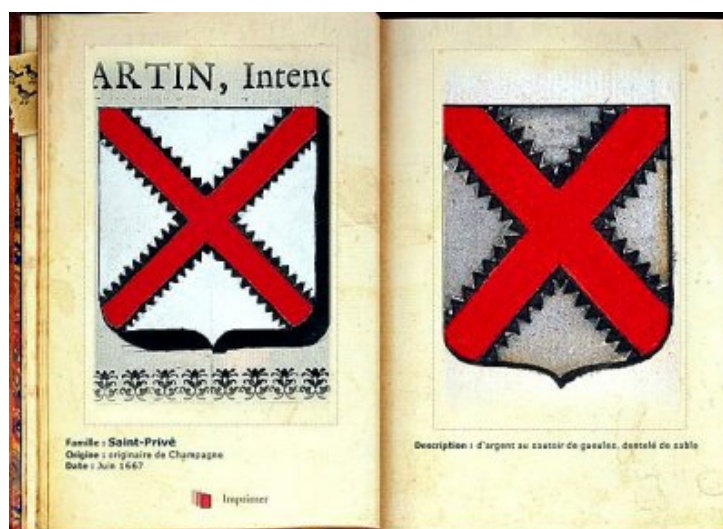 ARTIN, Intenc
Famille : Saint-Privé
Origine : originaire de Champagne
Date : Juin 1667
Imprimer
Description : d'argent au sautoir de gueules, dentelé de sable